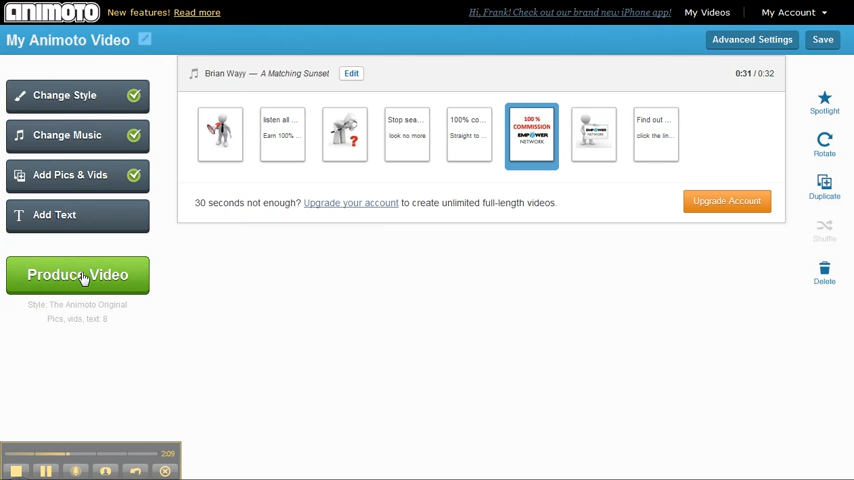 ANIMOTO
New features! Read more
Hi, Frank! Check out our brand new iPhone app!
My Videos
My Account
My Animoto Video
Advanced Settings
Save
Change Style
Change Music
Add Pics & Vids
T Add Text
Produce Video
Style: The Animoto Original
Pics, vids, text: 8
Brian Wayy — A Matching Sunset
Edit
0:31 / 0:32
listen all ...
Earn 100% ...
?
Stop sea...
look no more
100% co...
Straight to ...
100 %
COMMISSION
EMPOWER
NETWORK
EMPOWER
NETWORK
Find out ...
click the lin...
30 seconds not enough? Upgrade your account to create unlimited full-length videos.
Upgrade Account
Spotlight
Rotate
Duplicate
Shuffle
Delete
2:09